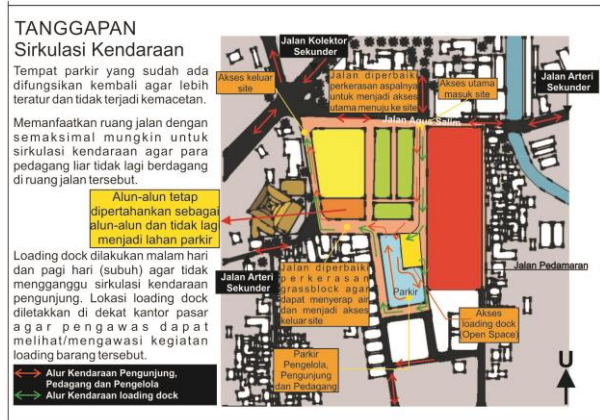 TANGGAPAN
Sirkulasi Kendaraan
Tempat parkir yang sudah ada
difungsikan kembali agar lebih
teratur dan tidak terjadi kemacetan.
Memanfaatkan ruang jalan dengan
semaksimal mungkin untuk
sirkulasi kendaraan agar para
pedagang liar tidak lagi berdagang
di ruang jalan tersebut.
Alun-alun tetap
dipertahankan sebagai
alun-alun dan tidak lagi
menjadi lahan parkir
Loading dock dilakukan malam hari
dan pagi hari (subuh) agar tidak
mengganggu sirkulasi kendaraan
pengunjung. Lokasi loading dock
diletakkan di dekat kantor pasar
agar pengawas dapat
melihat/mengawasi kegiatan
loading barang tersebut.
Alur Kendaraan Pengunjung,
Pedagang dan Pengelola
Alur Kendaraan loading dock
Jalan Kolektor
Sekunder
Akses keluar
site
Jalan diperbaiki
perkerasan aspalnya
untuk menjadi akses
utama menuju ke site
Akses utama
masuk site
Jalan Arteri
Sekunder
Jalan Agus Salim
Jalan Arteri
Sekunder
Jalan diperbaiki
perkerasan
grassblock agar
dapat menyerap air
dan menjadi akses
keluar site
Parkir
Jalan Pedamaran
Akses
loading dock
Open Space)
Parkir
Pengelola,
Pengunjung
dan Pedagang
U